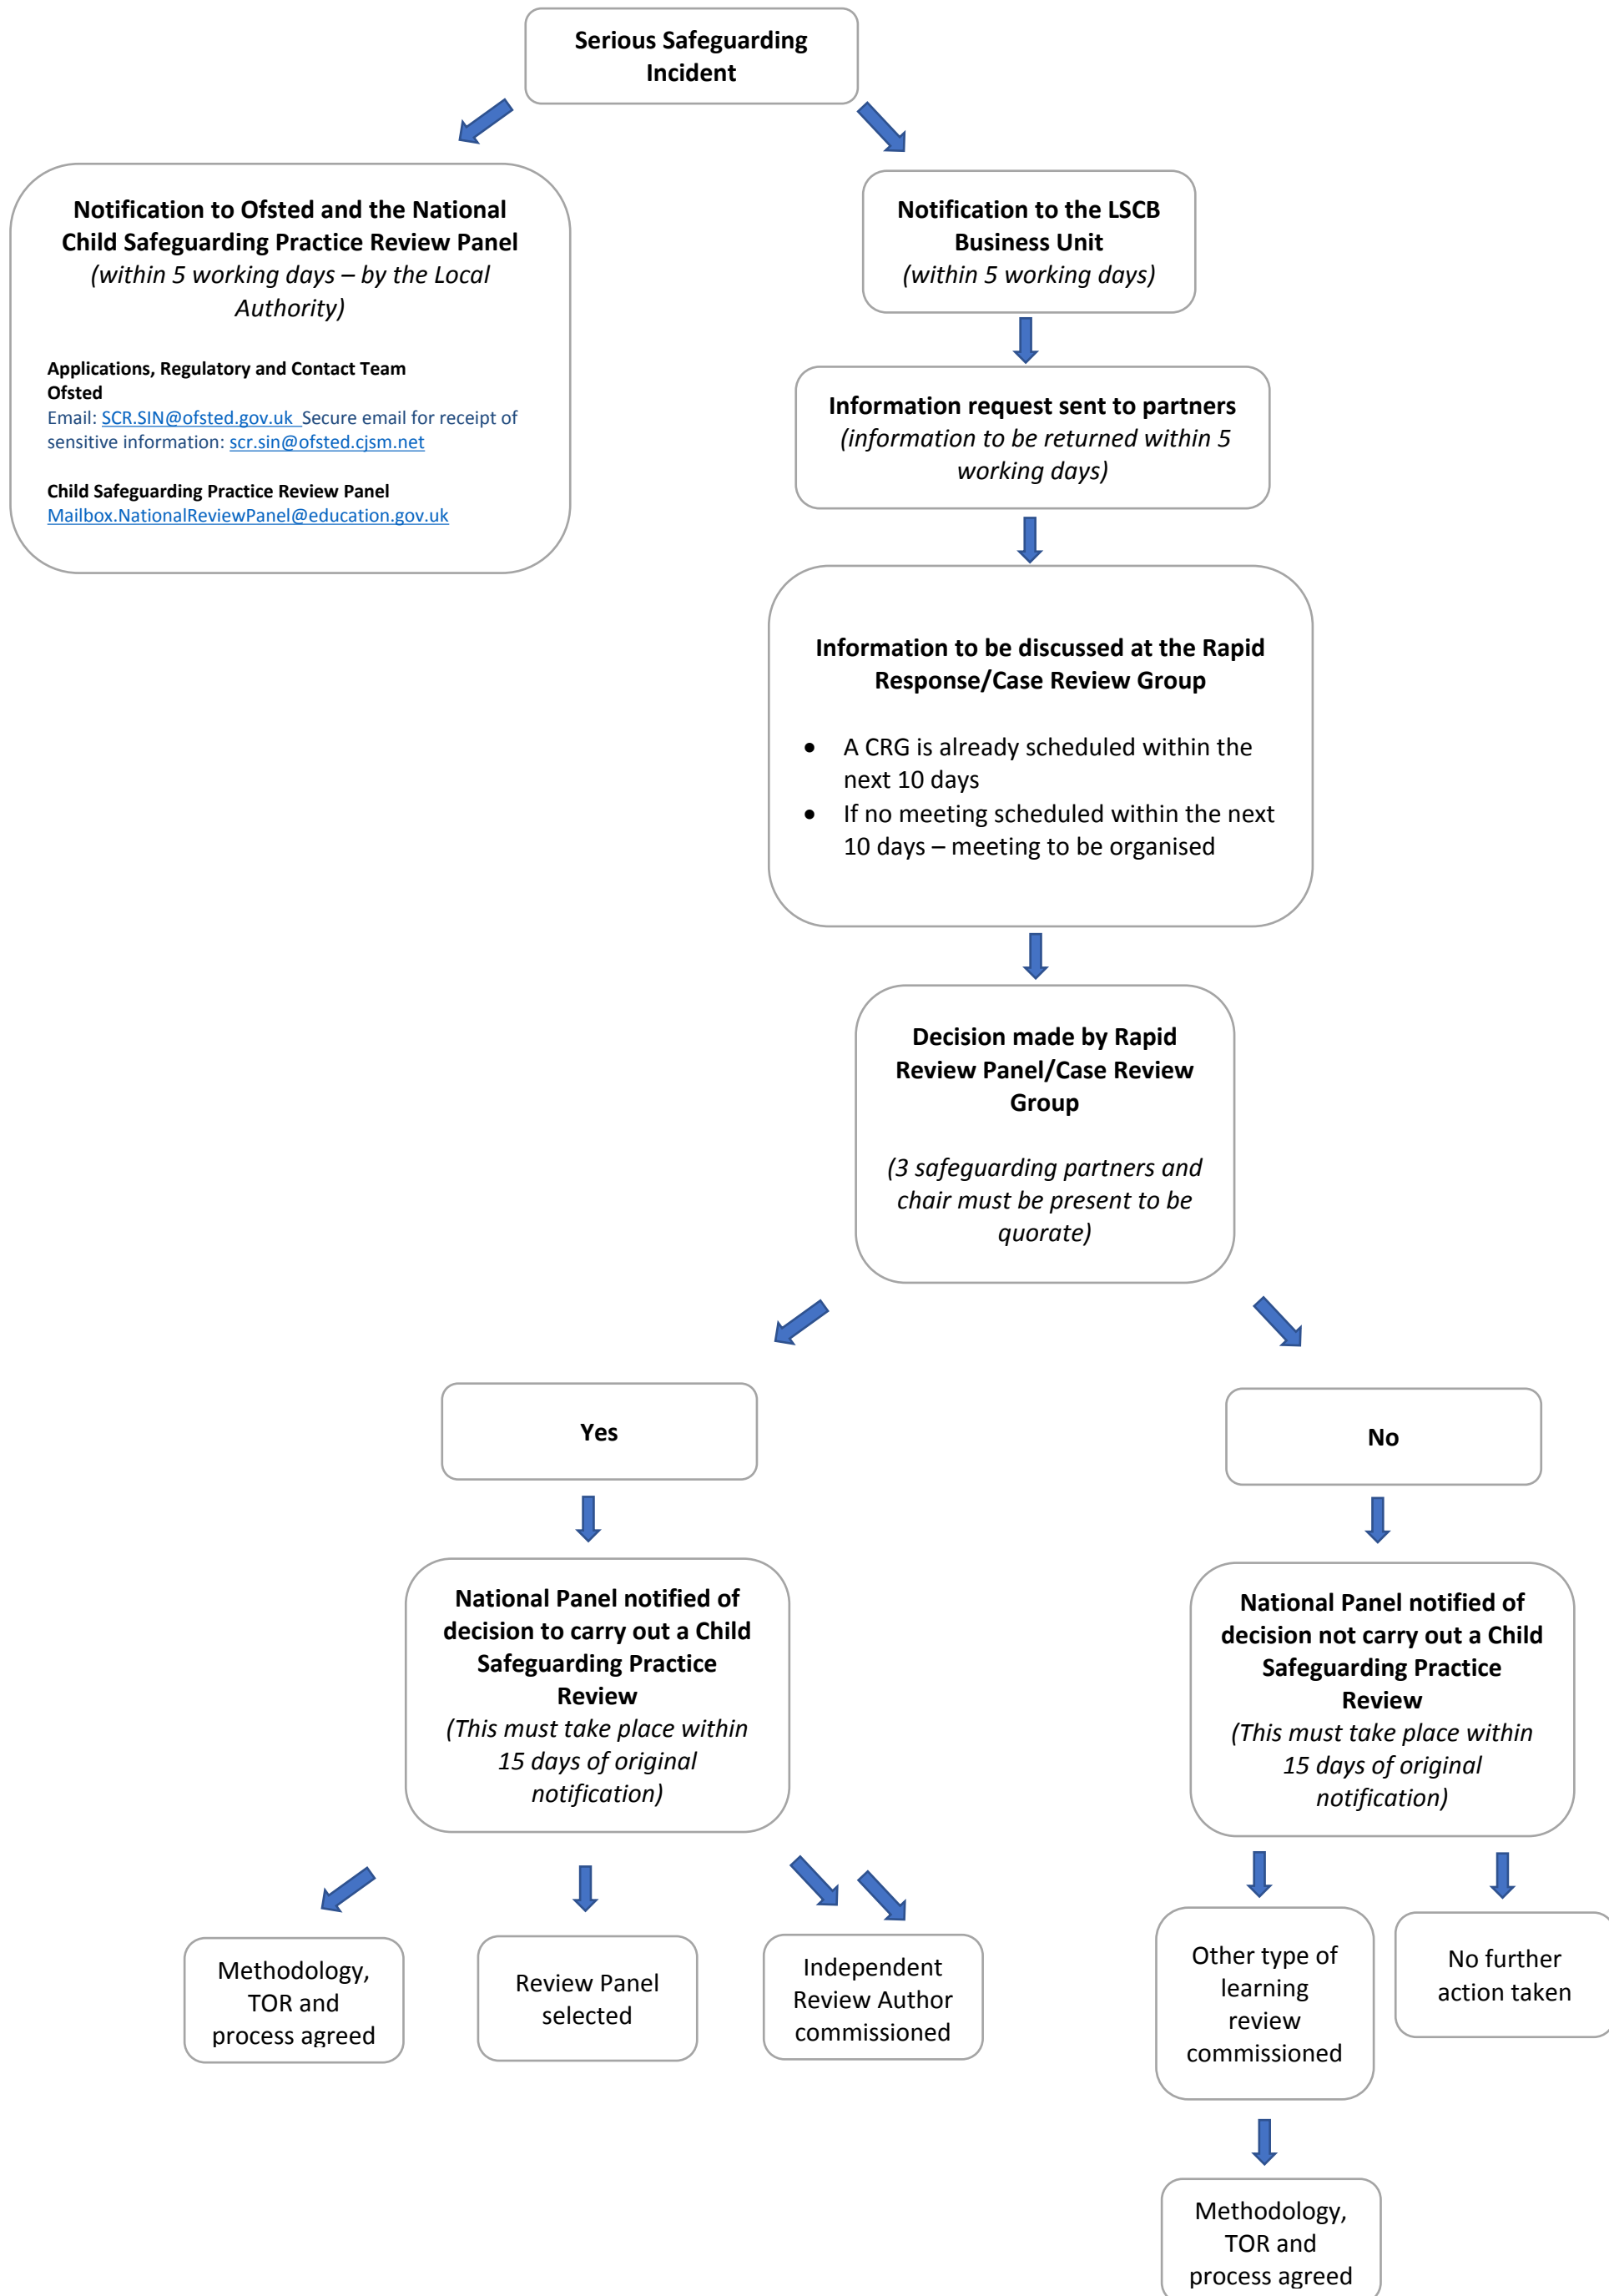 Serious Safeguarding
Incident
Notification to Ofsted and the National
Child Safeguarding Practice Review Panel
(within 5 working days – by the Local
Authority)
Applications, Regulatory and Contact Team
Ofsted
Email: SCR.SIN@ofsted.gov.uk Secure email for receipt of
sensitive information: scr.sin@ofsted.cjsm.net
Child Safeguarding Practice Review Panel
Mailbox.NationalReviewPanel@education.gov.uk
Notification to the LSCB
Business Unit
(within 5 working days)
Information request sent to partners
(information to be returned within 5
working days)
Information to be discussed at the Rapid
Response/Case Review Group
• A CRG is already scheduled within the
next 10 days
• If no meeting scheduled within the next
10 days – meeting to be organised
Decision made by Rapid
Review Panel/Case Review
Group
(3 safeguarding partners and
chair must be present to be
quorate)
Yes
No
National Panel notified of
decision to carry out a Child
Safeguarding Practice
Review
(This must take place within
15 days of original
notification)
National Panel notified of
decision not carry out a Child
Safeguarding Practice
Review
(This must take place within
15 days of original
notification)
Methodology,
TOR and
process agreed
Review Panel
selected
Independent
Review Author
commissioned
Other type of
learning
review
commissioned
No further
action taken
Methodology,
TOR and
process agreed